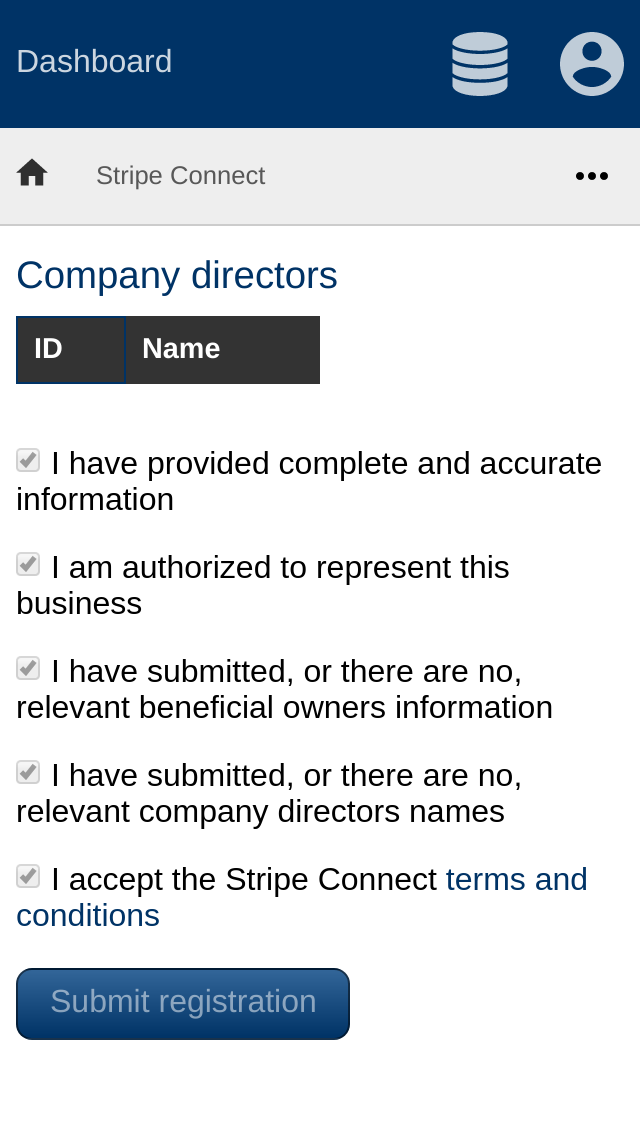 Dashboard
Stripe Connect
Company directors
ID Name
I have provided complete and accurate
information
I am authorized to represent this
business
I have submitted, or there are no,
relevant beneficial owners information
I have submitted, or there are no,
relevant company directors names
I accept the Stripe Connect terms and
conditions
Submit registration